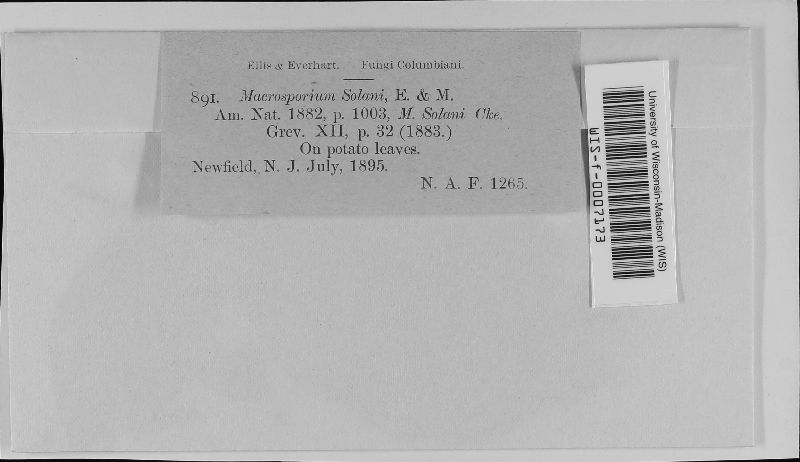 Ellis & Everhart. Fungi Columbiani.
891. Macrosporium Solani, E. & M.
Am. Nat. 1882, p. 1003, M. Solani Cke.
Grev. XII, p. 32 (1883.)
On potato leaves.
Newfield, N. J. July, 1895.
N. A. F. 1265.
University of Wisconsin-Madison (WIS)
WIS-f-0007173